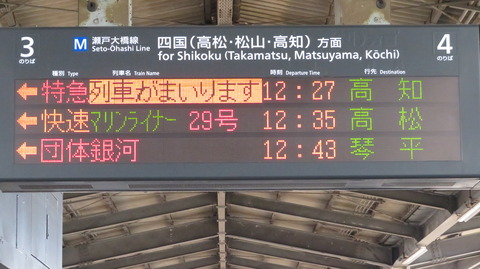 3 のりば
M 瀬戸大橋線 Seto-Ohashi Line
四国(高松・松山・高知) 方面
for Shikoku (Takamatsu, Matsuyama, Kōchi)
4 のりば
種別 Type 列車名 Train Name 時刻 Departure Time 行先 Destination
← 特急 列車がまいります 12:27 高知
← 快速 マリンライナー 29号 12:35 高松
← 団体 銀河 12:43 琴平